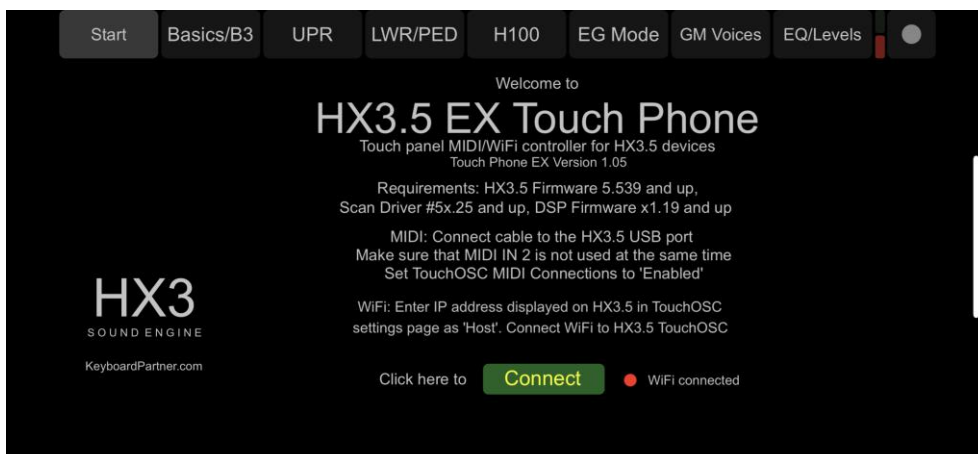 Start Basics/B3 UPR LWR/PED H100 EG Mode GM Voices EQ/Levels
Welcome to
HX3.5 EX Touch Phone
Touch panel MIDI/WiFi controller for HX3.5 devices
Touch Phone EX Version 1.05
Requirements: HX3.5 Firmware 5.539 and up,
Scan Driver #5x.25 and up, DSP Firmware x1.19 and up
MIDI: Connect cable to the HX3.5 USB port
Make sure that MIDI IN 2 is not used at the same time
Set TouchOSC MIDI Connections to 'Enabled'
HX3
SOUND ENGINE
KeyboardPartner.com
WiFi: Enter IP address displayed on HX3.5 in TouchOSC
settings page as 'Host'. Connect WiFi to HX3.5 TouchOSC
Click here to Connect WiFi connected